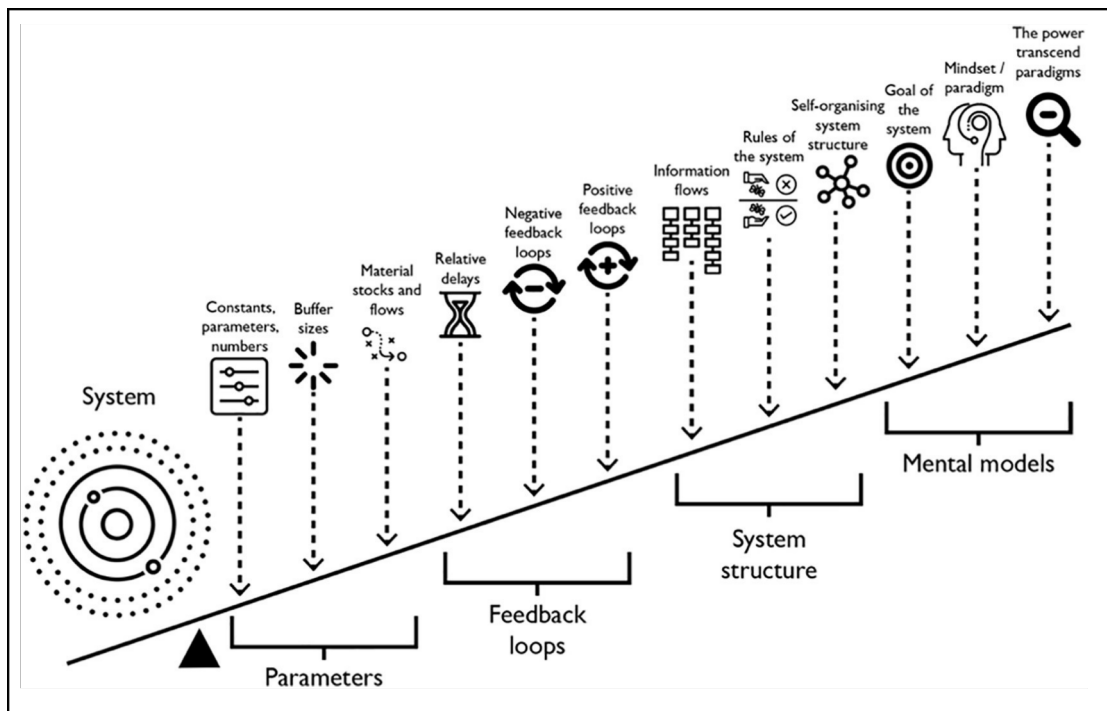 System
Constants,
parameters,
numbers
Buffer
sizes
Material
stocks and
flows
Relative
delays
Negative
feedback
loops
Positive
feedback
loops
Information
flows
Rules of
the system
Self-organising
system
structure
Goal of
the
system
Mindset /
paradigm
The power
transcend
paradigms
Parameters
Feedback
loops
System
structure
Mental models